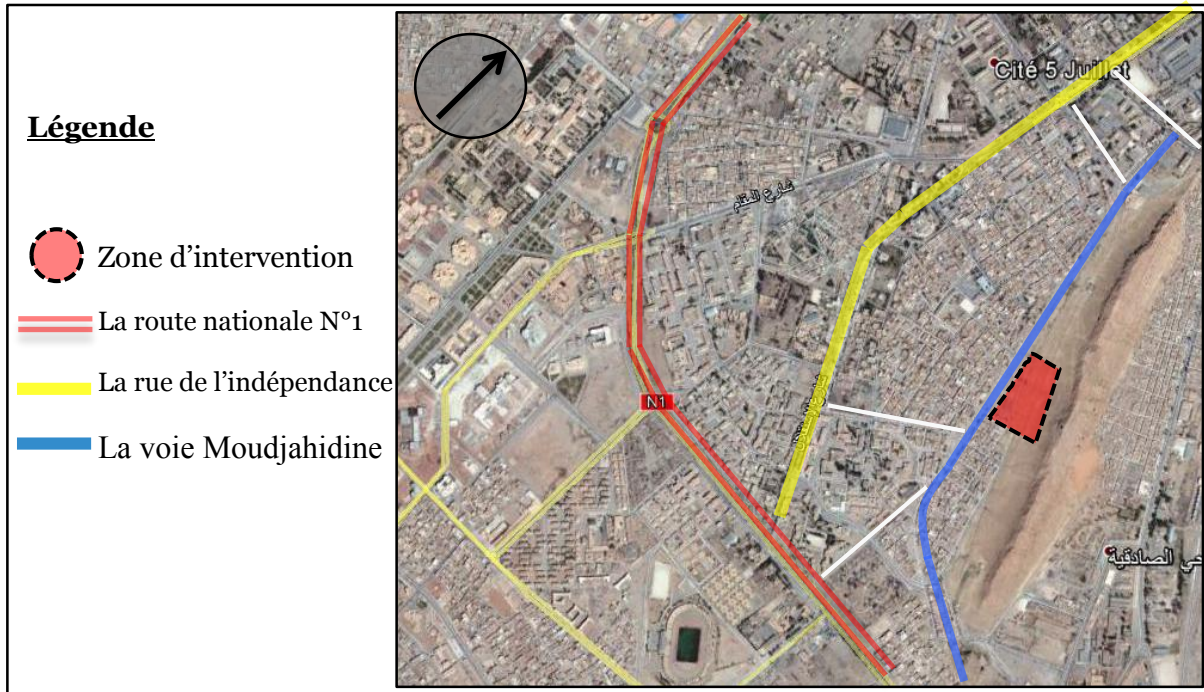 Légende
Zone d'intervention
La route nationale N°1
La rue de l'indépendance
La voie Moudjahidine
Cité 5 Juillet
شارع المقام
N1
حي الصادقية